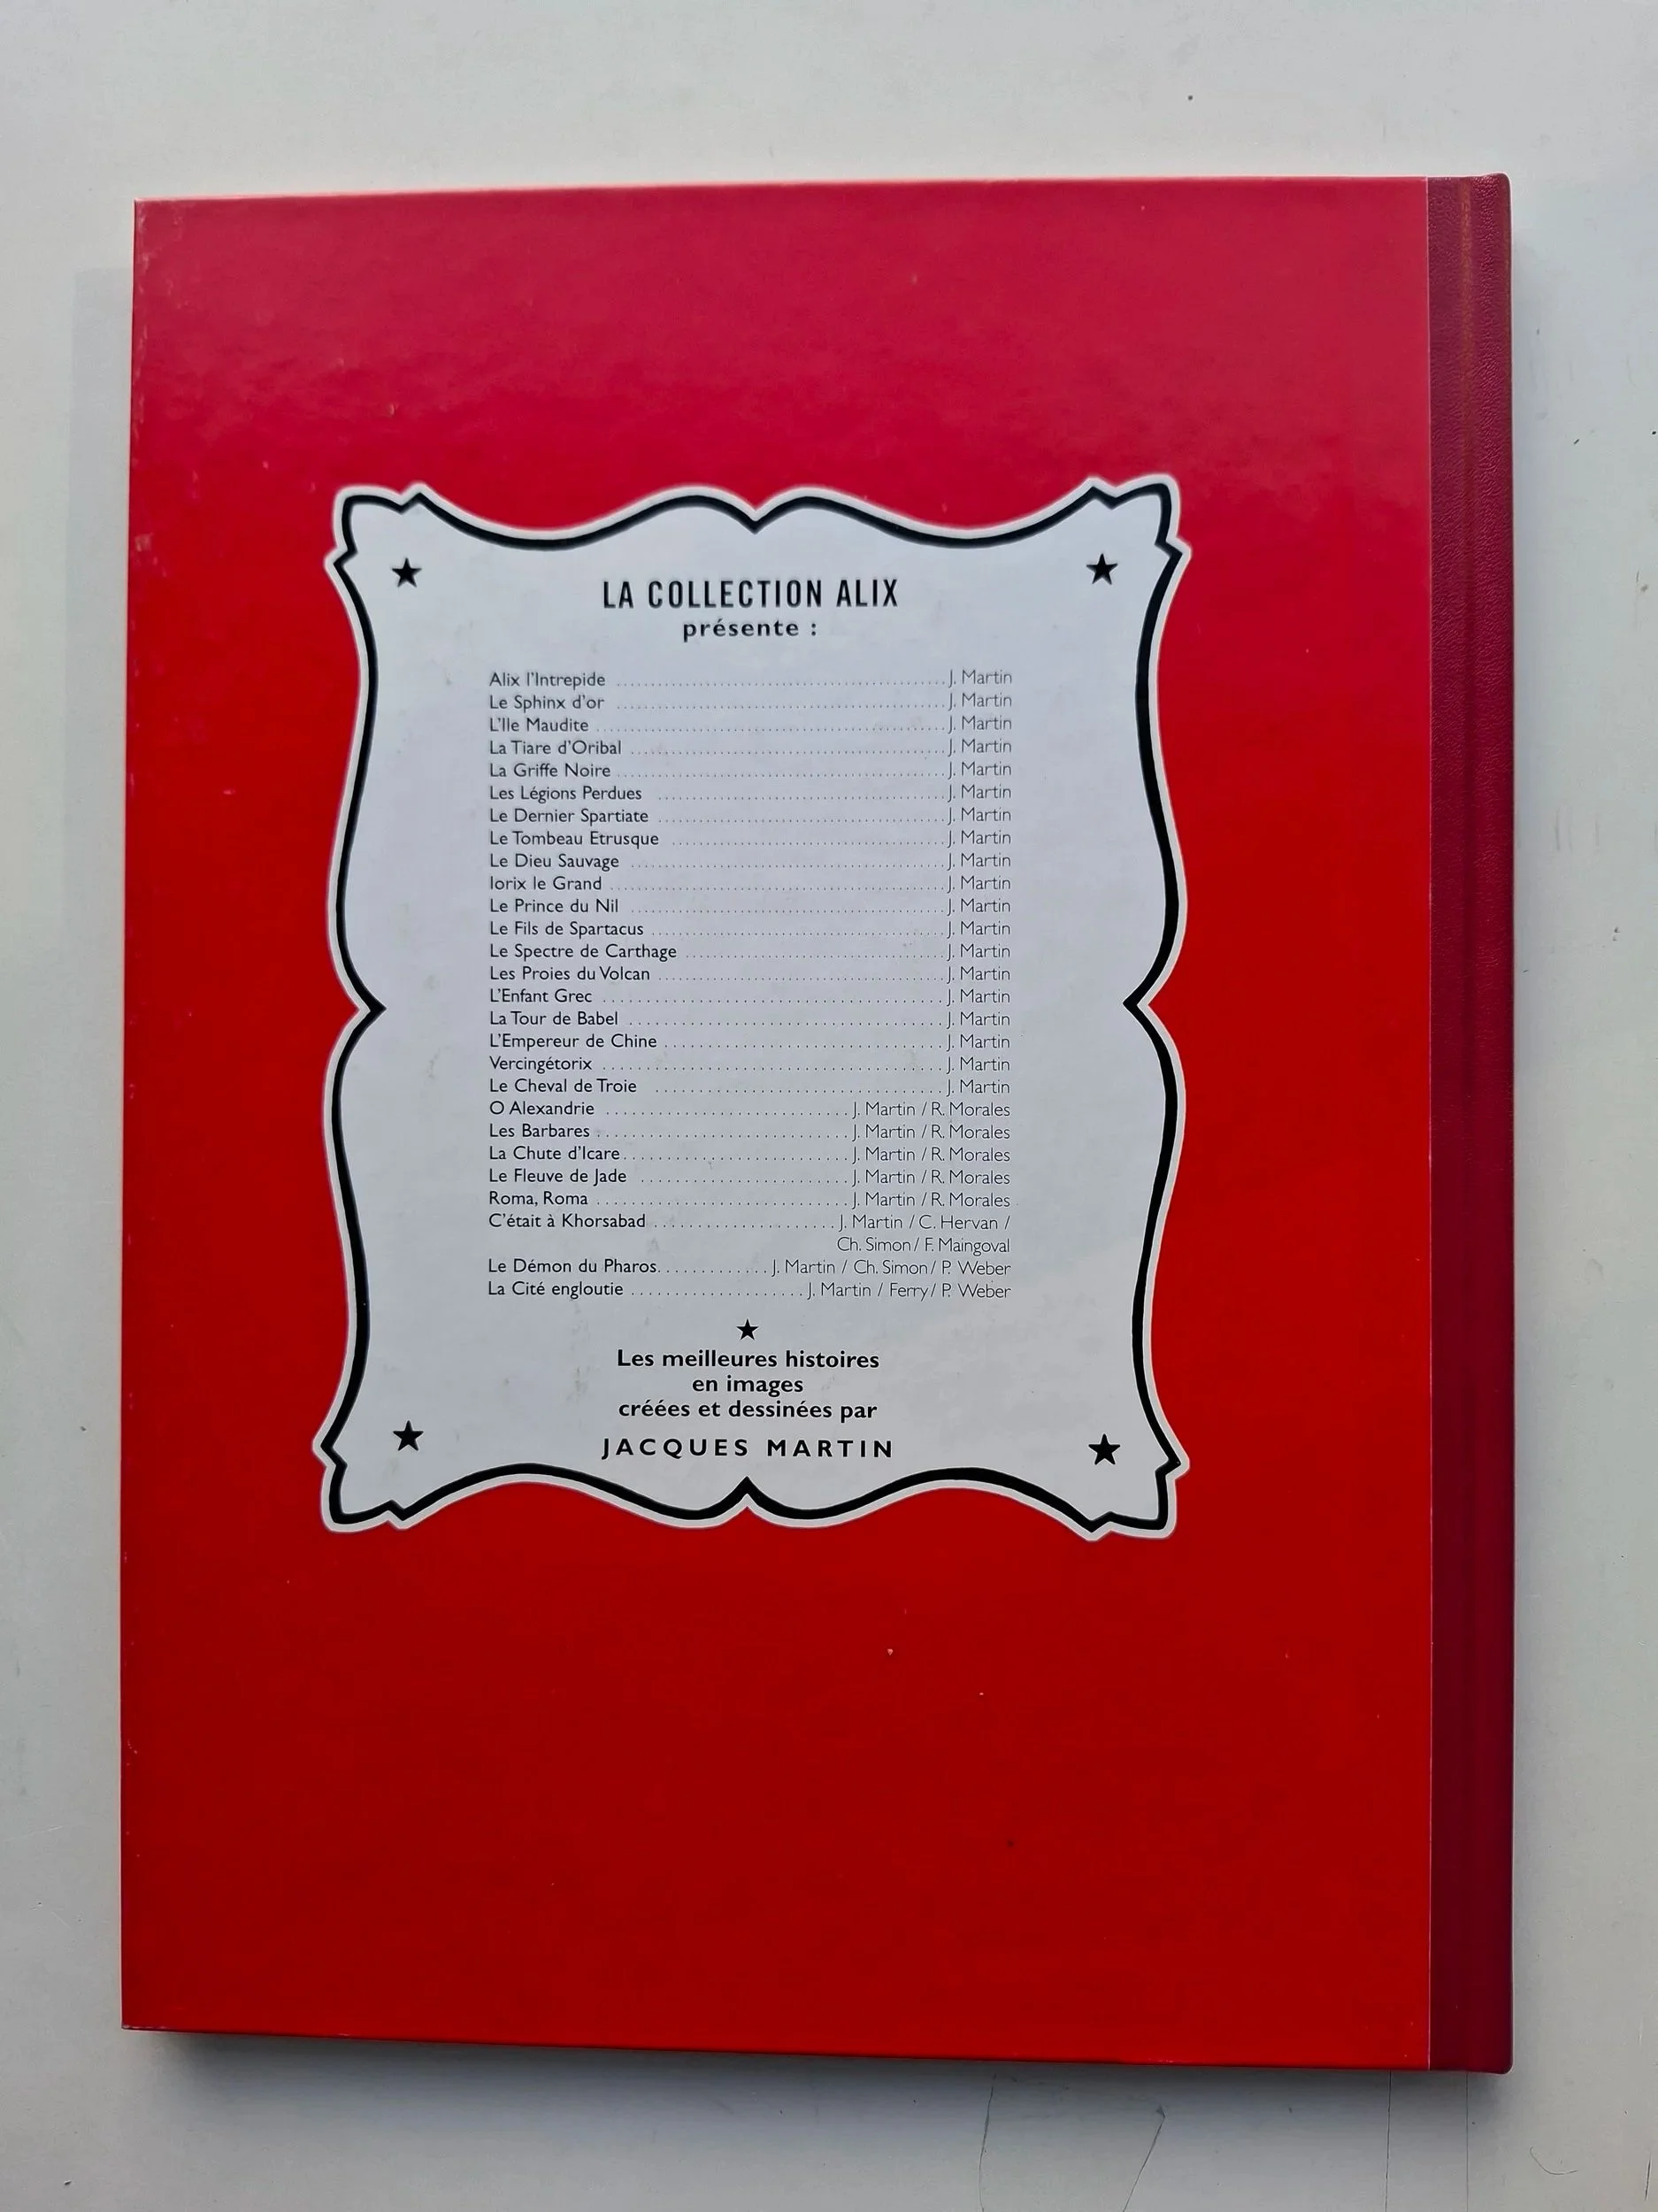 LA COLLECTION ALIX
présente :
Alix l'Intrepide ........................................ J. Martin
Le Sphinx d'or ........................................ J. Martin
L'Ile Maudite ........................................ J. Martin
La Tiare d'Oribal ........................................ J. Martin
La Griffe Noire ........................................ J. Martin
Les Légions Perdues ........................................ J. Martin
Le Dernier Spartiate ........................................ J. Martin
Le Tombeau Etrusque ........................................ J. Martin
Le Dieu Sauvage ........................................ J. Martin
Iorix le Grand ........................................ J. Martin
Le Prince du Nil ........................................ J. Martin
Le Fils de Spartacus ........................................ J. Martin
Le Spectre de Carthage ........................................ J. Martin
Les Proies du Volcan ........................................ J. Martin
L'Enfant Grec ........................................ J. Martin
La Tour de Babel ........................................ J. Martin
L'Empereur de Chine ........................................ J. Martin
Vercingétorix ........................................ J. Martin
Le Cheval de Troie ........................................ J. Martin
O Alexandrie ............................ J. Martin / R. Morales
Les Barbares ............................ J. Martin / R. Morales
La Chute d'Icare ............................ J. Martin / R. Morales
Le Fleuve de Jade ............................ J. Martin / R. Morales
Roma, Roma ............................ J. Martin / R. Morales
C'était à Khorsabad ..................... J. Martin / C. Hervan /
Ch. Simon / F. Maingoval
Le Démon du Pharos ............. J. Martin / Ch. Simon / P. Weber
La Cité engloutie .................... J. Martin / Ferry / P. Weber
Les meilleures histoires
en images
créées et dessinées par
JACQUES MARTIN